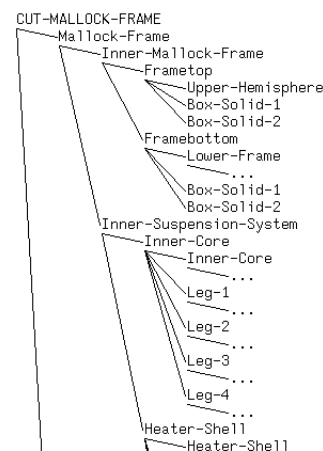 CUT-MALLOCK-FRAME
Mallock-Frame
Inner-Mallock-Frame
Frametop
Upper-Hemisphere
Box-Solid-1
Box-Solid-2
Framebottom
Lower-Frame
...
Box-Solid-1
Box-Solid-2
Inner-Suspension-System
Inner-Core
Inner-Core
...
Leg-1
...
Leg-2
...
Leg-3
...
Leg-4
...
Heater-Shell
Heater-Shell